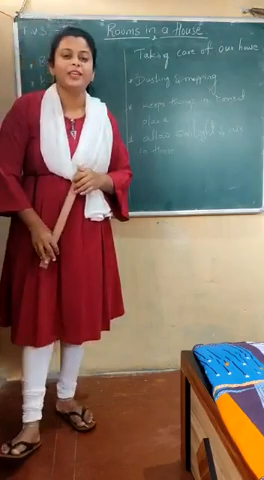 Rooms in a House
Taking care of our house
Dusting & mopping
keeps things in correct
place
allow sunlight & air
in